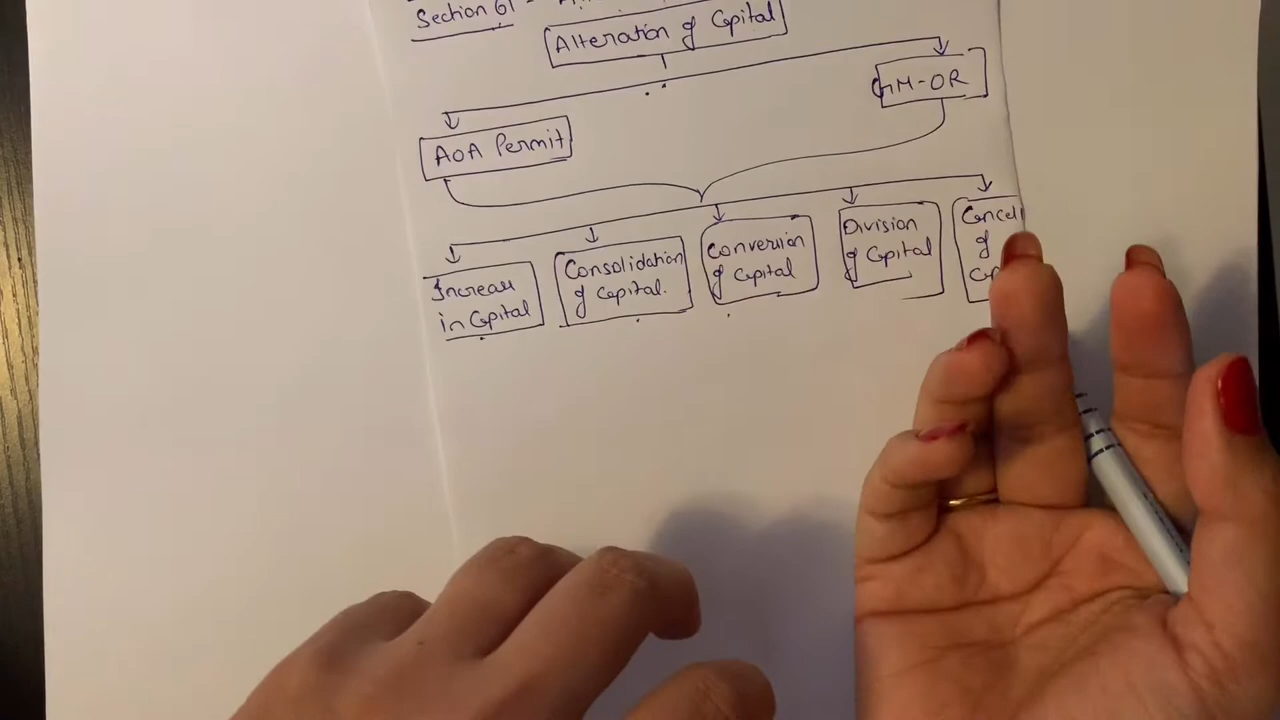 Section 61 -
Alteration of Capital
GM-OR
AOA Permit
Increase
in Capital
Consolidation
of Capital.
Conversion
of Capital
Division
of Capital
of